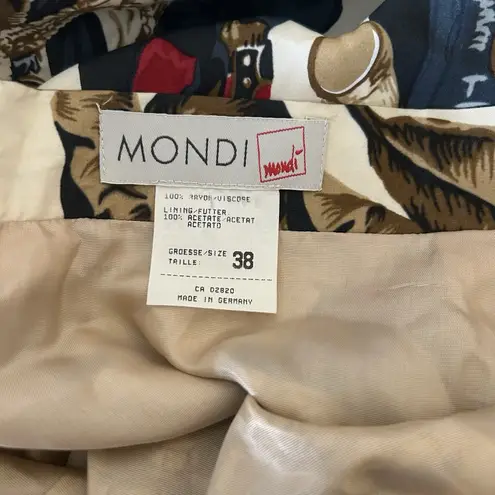 MONDI mondi
100% RAYON/VISCOSE
LINING/FUTTER
100% ACETATE/ACETAT
ACETATO
GROESSE/SIZE 38
TAILLE:
CA 02820
MADE IN GERMANY